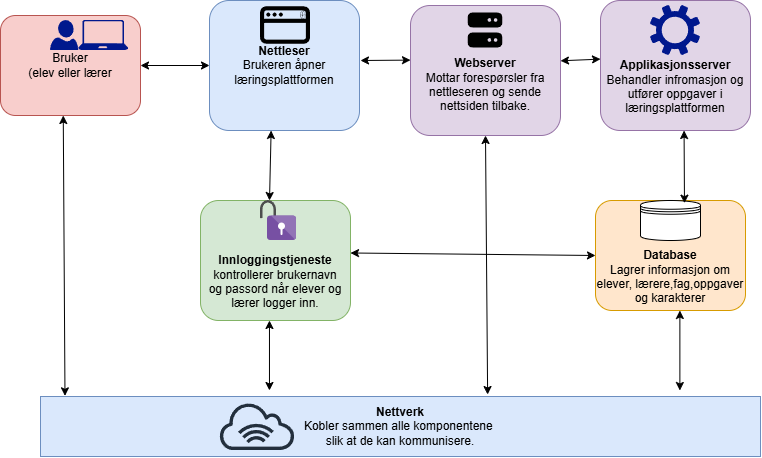 Bruker
(elev eller lærer
Nettleser
Brukeren åpner
læringsplattformen
Webserver
Mottar forespørsler fra
nettleseren og sende
nettsiden tilbake.
Applikasjonsserver
Behandler infromasjon og
utfører oppgaver i
læringsplattformen
Innloggingstjeneste
kontrollerer brukernavn
og passord når elever og
lærer logger inn.
Database
Lagrer informasjon om
elever, lærere,fag,oppgaver
og karakterer
Nettverk
Kobler sammen alle komponentene
slik at de kan kommunisere.